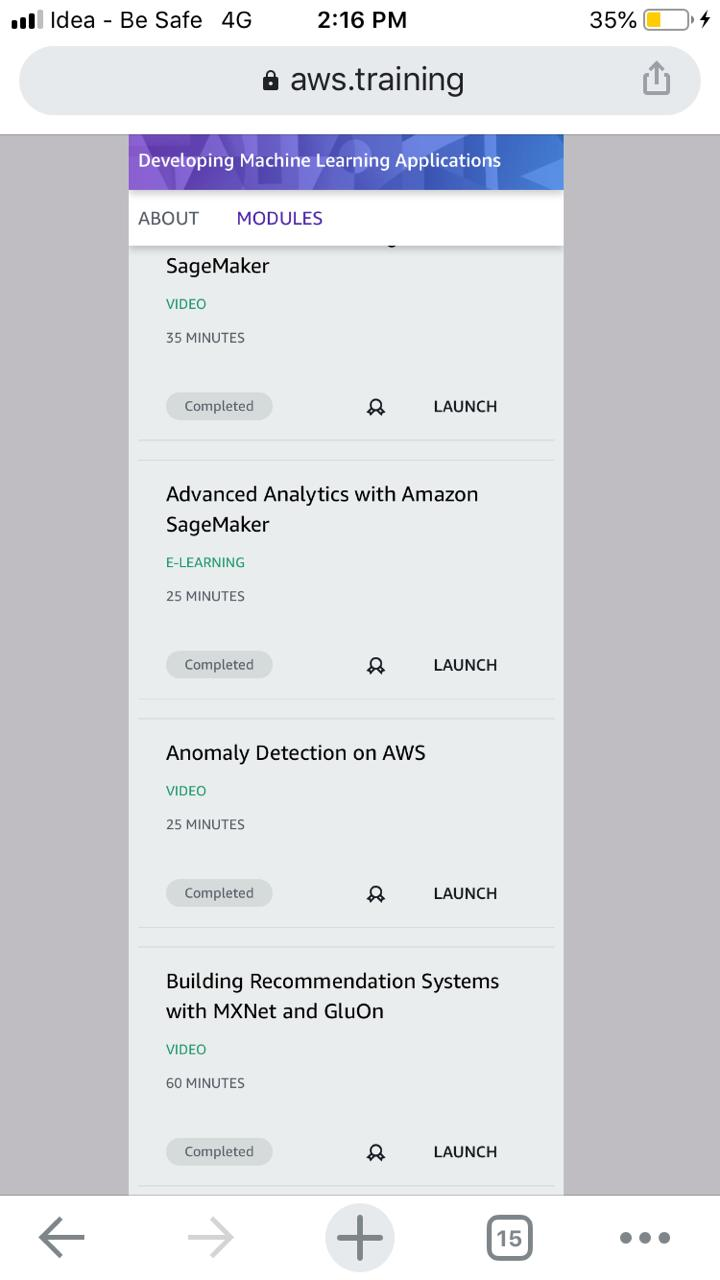 Idea - Be Safe 4G 2:16 PM 35%
aws.training
Developing Machine Learning Applications
ABOUT MODULES
SageMaker
VIDEO
35 MINUTES
Completed LAUNCH
Advanced Analytics with Amazon
SageMaker
E-LEARNING
25 MINUTES
Completed LAUNCH
Anomaly Detection on AWS
VIDEO
25 MINUTES
Completed LAUNCH
Building Recommendation Systems
with MXNet and GluOn
VIDEO
60 MINUTES
Completed LAUNCH
15